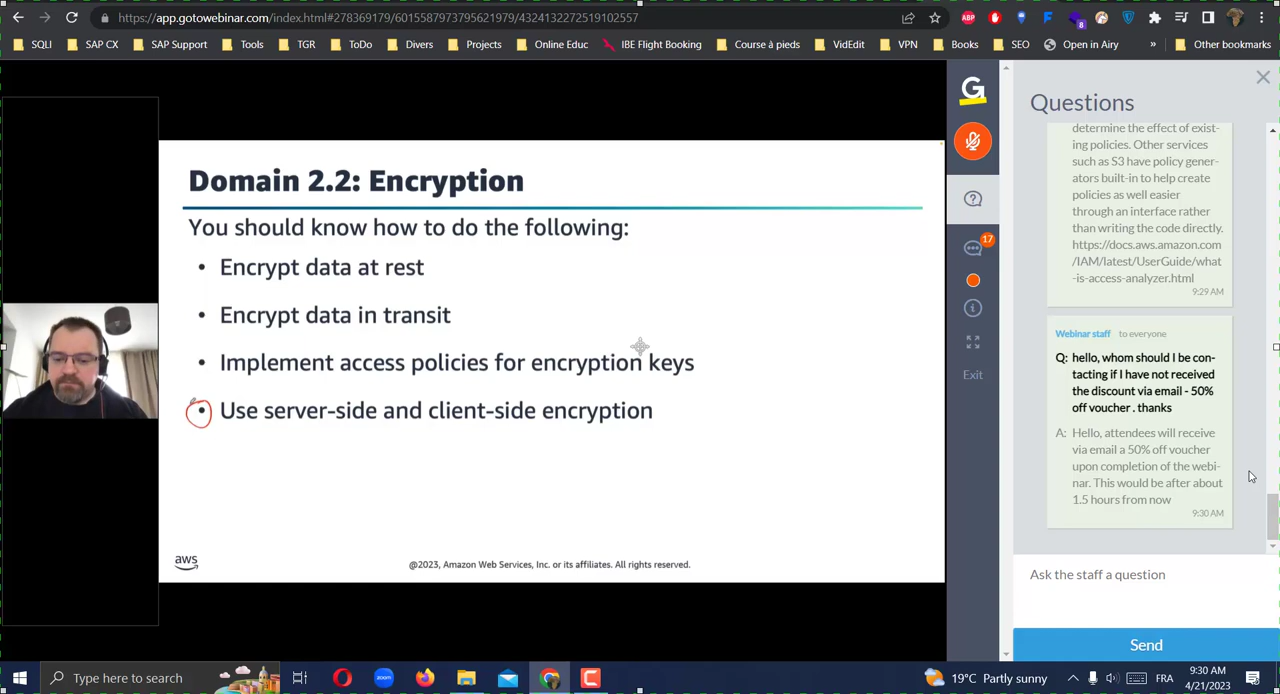 https://app.gotowebinar.com/index.html#278369179/6015587973795621979/4324132272519102557
ABP
8
SQLI
SAP CX
SAP Support
Tools
TGR
ToDo
Divers
Projects
Online Educ
IBE Flight Booking
Course à pieds
VidEdit
VPN
Books
SEO
Open in Airy
»
Other bookmarks
Domain 2.2: Encryption
You should know how to do the following:
• Encrypt data at rest
• Encrypt data in transit
• Implement access policies for encryption keys
• Use server-side and client-side encryption
aws
@2023, Amazon Web Services, Inc. or its affiliates. All rights reserved.
G
17
Exit
Questions
determine the effect of exist-
ing policies. Other services
such as S3 have policy gener-
ators built-in to help create
policies as well easier
through an interface rather
than writing the code directly.
https://docs.aws.amazon.com
/IAM/latest/UserGuide/what
-is-access-analyzer.html
9:29 AM
Webinar staff to everyone
Q: hello, whom should I be con-
tacting if I have not received
the discount via email - 50%
off voucher . thanks
A: Hello, attendees will receive
via email a 50% off voucher
upon completion of the webi-
nar. This would be after about
1.5 hours from now
9:30 AM
Ask the staff a question
Send
Type here to search
zoom
19°C Partly sunny
FRA
9:30 AM
4/21/2023